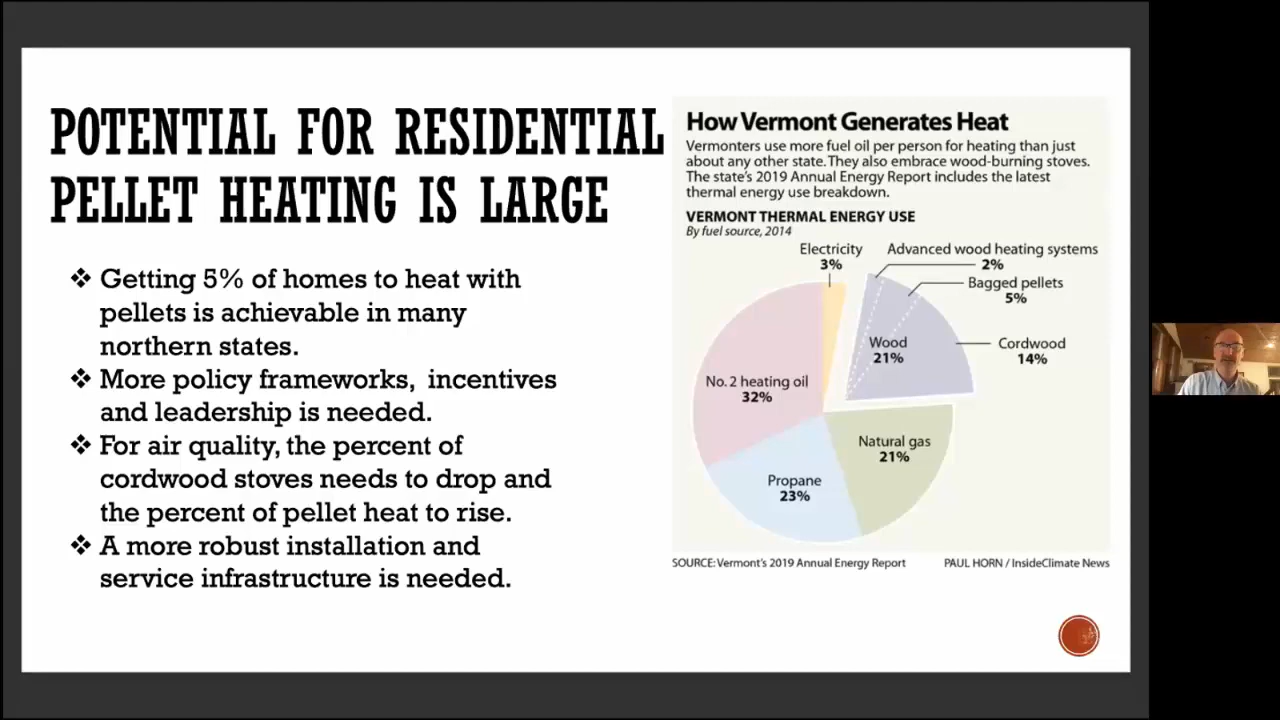 POTENTIAL FOR RESIDENTIAL
PELLET HEATING IS LARGE
❖ Getting 5% of homes to heat with
pellets is achievable in many
northern states.
❖ More policy frameworks, incentives
and leadership is needed.
❖ For air quality, the percent of
cordwood stoves needs to drop and
the percent of pellet heat to rise.
❖ A more robust installation and
service infrastructure is needed.
How Vermont Generates Heat
Vermonters use more fuel oil per person for heating than just
about any other state. They also embrace wood-burning stoves.
The state's 2019 Annual Energy Report includes the latest
thermal energy use breakdown.
VERMONT THERMAL ENERGY USE
By fuel source, 2014
Electricity
3%
Advanced wood heating systems
2%
Bagged pellets
5%
Wood
21%
Cordwood
14%
No. 2 heating oil
32%
Natural gas
21%
Propane
23%
SOURCE: Vermont's 2019 Annual Energy Report
PAUL HORN / InsideClimate News